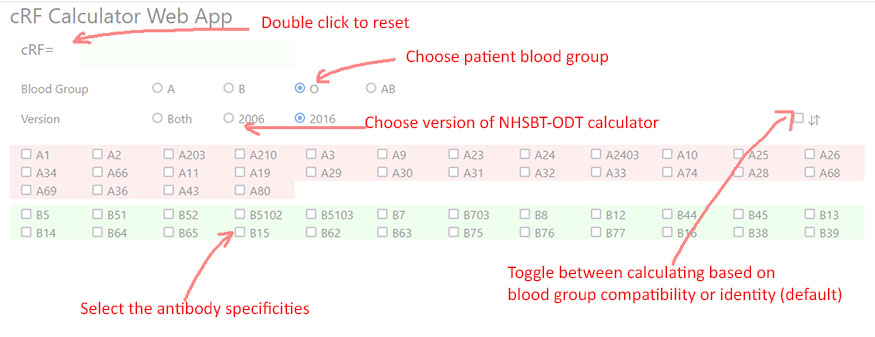 cRF Calculator Web App
Double click to reset
cRF=
Choose patient blood group
Blood Group A B O AB
Version Both 2006 2016
Choose version of NHSBT-ODT calculator
A1 A2 A203 A210 A3 A9 A23 A24 A2403 A10 A25 A26
A34 A66 A11 A19 A29 A30 A31 A32 A33 A74 A28 A68
A69 A36 A43 A80
B5 B51 B52 B5102 B5103 B7 B703 B8 B12 B44 B45 B13
B14 B64 B65 B15 B62 B63 B75 B76 B77 B16 B38 B39
Toggle between calculating based on
blood group compatibility or identity (default)
Select the antibody specificities